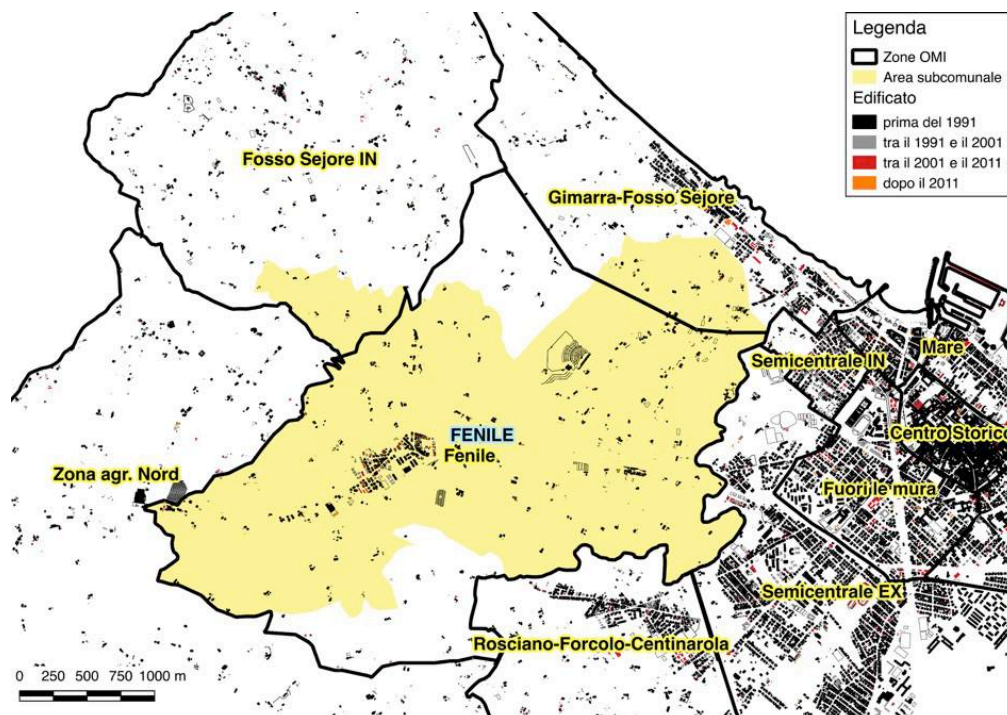 Legenda
Zone OMI
Area subcomunale
Edificato
prima del 1991
tra il 1991 e il 2001
tra il 2001 e il 2011
dopo il 2011
Fosso Sejore IN
Gimarra-Fosso Sejore
Mare
Semicentrale IN
Centro Storico
FENILE
Fenile
Zona agr. Nord
Fuori le mura
Semicentrale EX
Rosciano-Forcolo-Centinarola
0 250 500 750 1000 m